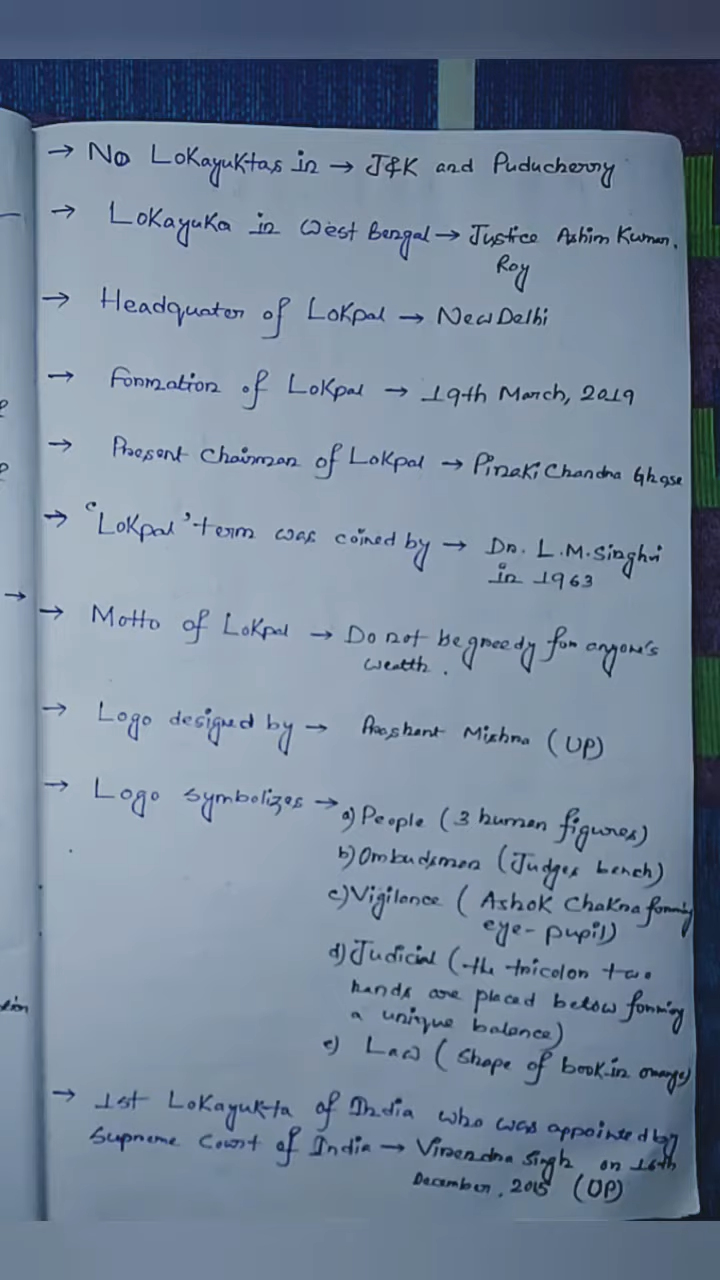 → No Lokayuktas in → J&K and Puducherry
→ Lokayuka in West Bengal → Justice Ashim Kumar.
Roy
→ Headquater of Lokpal → New Delhi
→ Formation of Lokpal → 19th March, 2019
→ Present Chairman of Lokpal → Pinaki Chandra Ghose
→ 'Lokpal' term was coined by → Dr. L.M. Singhvi
in 1963
→ Motto of Lokpal → Do not be greedy for anyone's
wealth.
→ Logo designed by → Prashant Mishra (UP)
→ Logo symbolizes →
a) People (3 human figures)
b) Ombudsman (Judges bench)
c) Vigilance (Ashok Chakra forming
eye-pupil)
d) Judicial (the tricolor two
hands are placed below forming
a unique balance)
e) Law (Shape of book in orange)
→ 1st Lokayukta of India who was appointed by
Supreme Court of India → Virendra Singh on 16th
December, 2015 (UP)